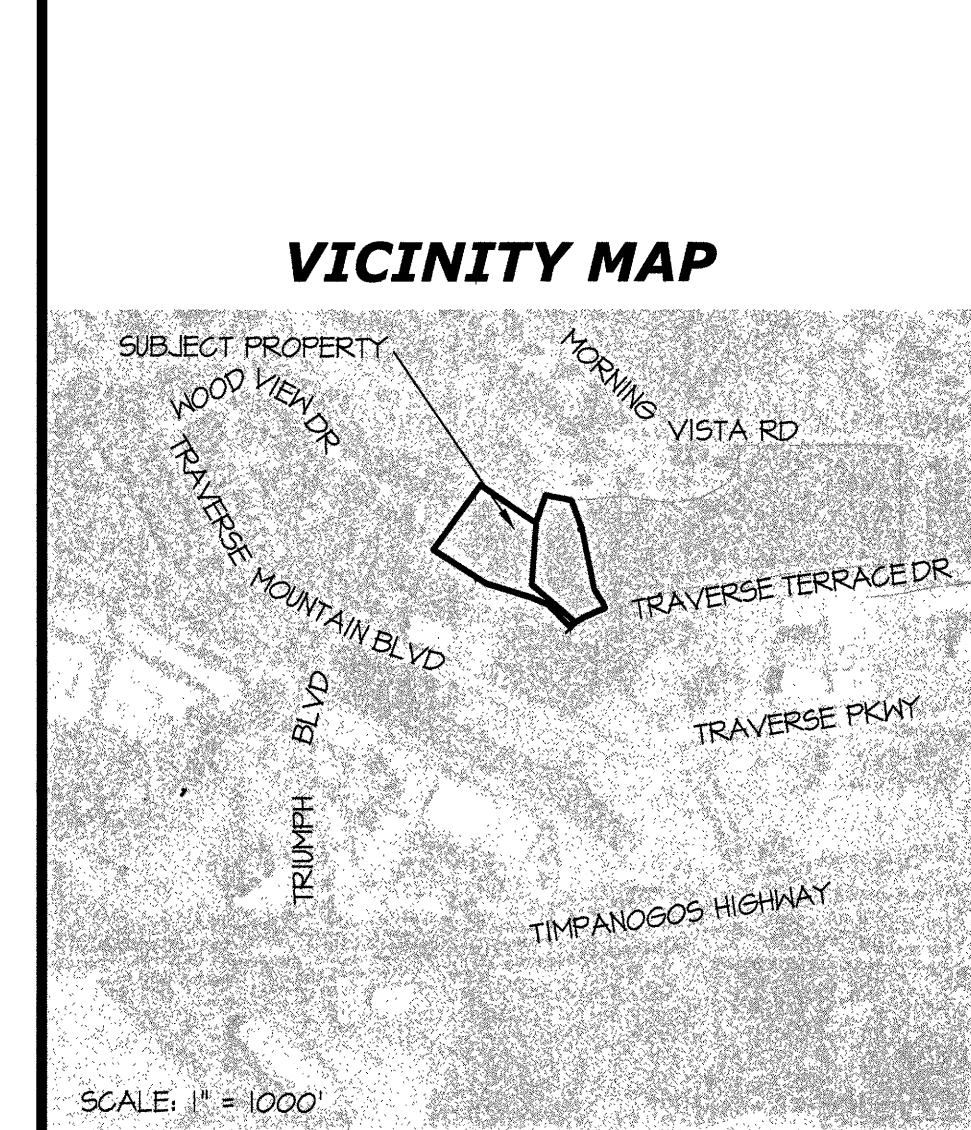 VICINITY MAP
SUBJECT PROPERTY
MORNING VISTA RD
WOOD VIEW DR
TRAVERSE MOUNTAIN BLVD
TRAVERSE TERRACE DR
TRIUMPH BLVD
TRAVERSE PKWY
TIMPANOGOS HIGHWAY
SCALE: 1" = 1000'